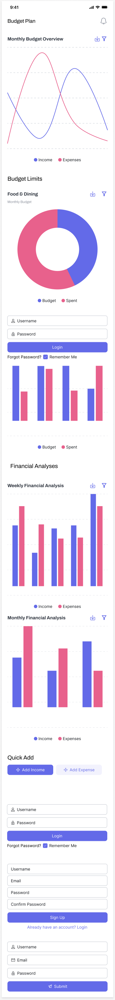 9:41
Budget Plan
Monthly Budget Overview
Income Expenses
Budget Limits
Food & Dining
Monthly Budget
Budget Spent
Username
Password
Login
Forgot Password? Remember Me
Budget Spent
Financial Analyses
Weekly Financial Analysis
Income Expenses
Monthly Financial Analysis
Income Expenses
Quick Add
Add Income Add Expense
Username
Password
Login
Forgot Password? Remember Me
Username
Email
Password
Confirm Password
Sign Up
Already have an account? Login
Username
Email
Password
Submit